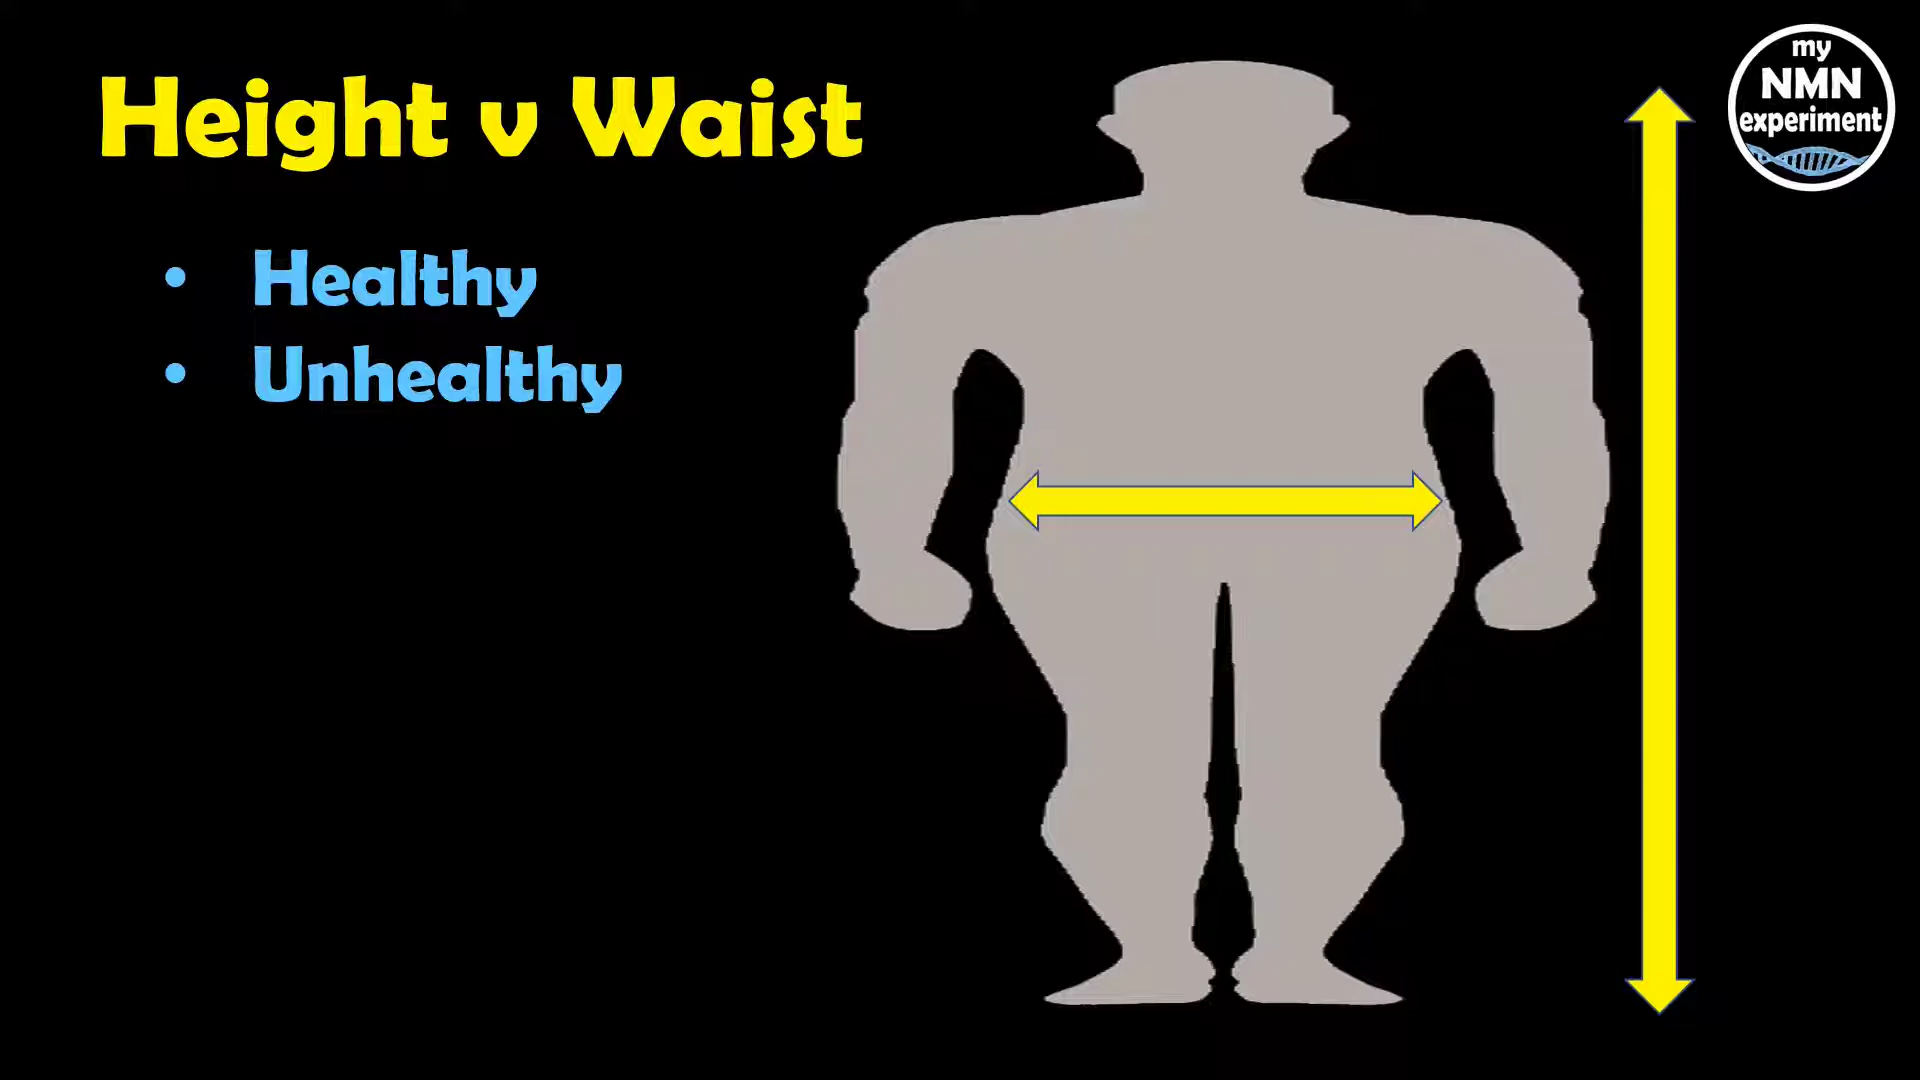 Height v Waist
• Healthy
• Unhealthy
my
NMN
experiment